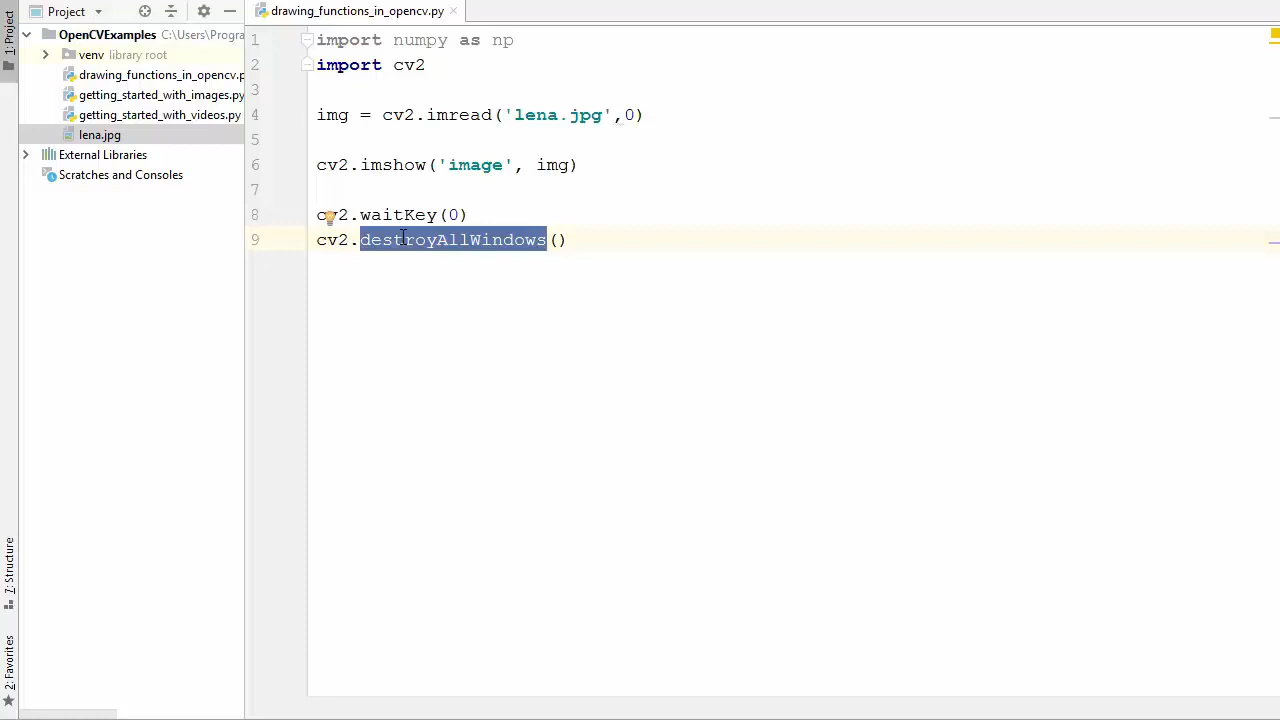 Project
drawing_functions_in_opencv.py
1: Project
OpenCVExamples C:\Users\Progra
venv library root
drawing_functions_in_opencv.p
getting_started_with_images.py
getting_started_with_videos.py
lena.jpg
External Libraries
Scratches and Consoles
1 import numpy as np
2 import cv2
3
4 img = cv2.imread('lena.jpg',0)
5
6 cv2.imshow('image', img)
7
8 cv2.waitKey(0)
9 cv2.destroyAllWindows()
7: Structure
2: Favorites